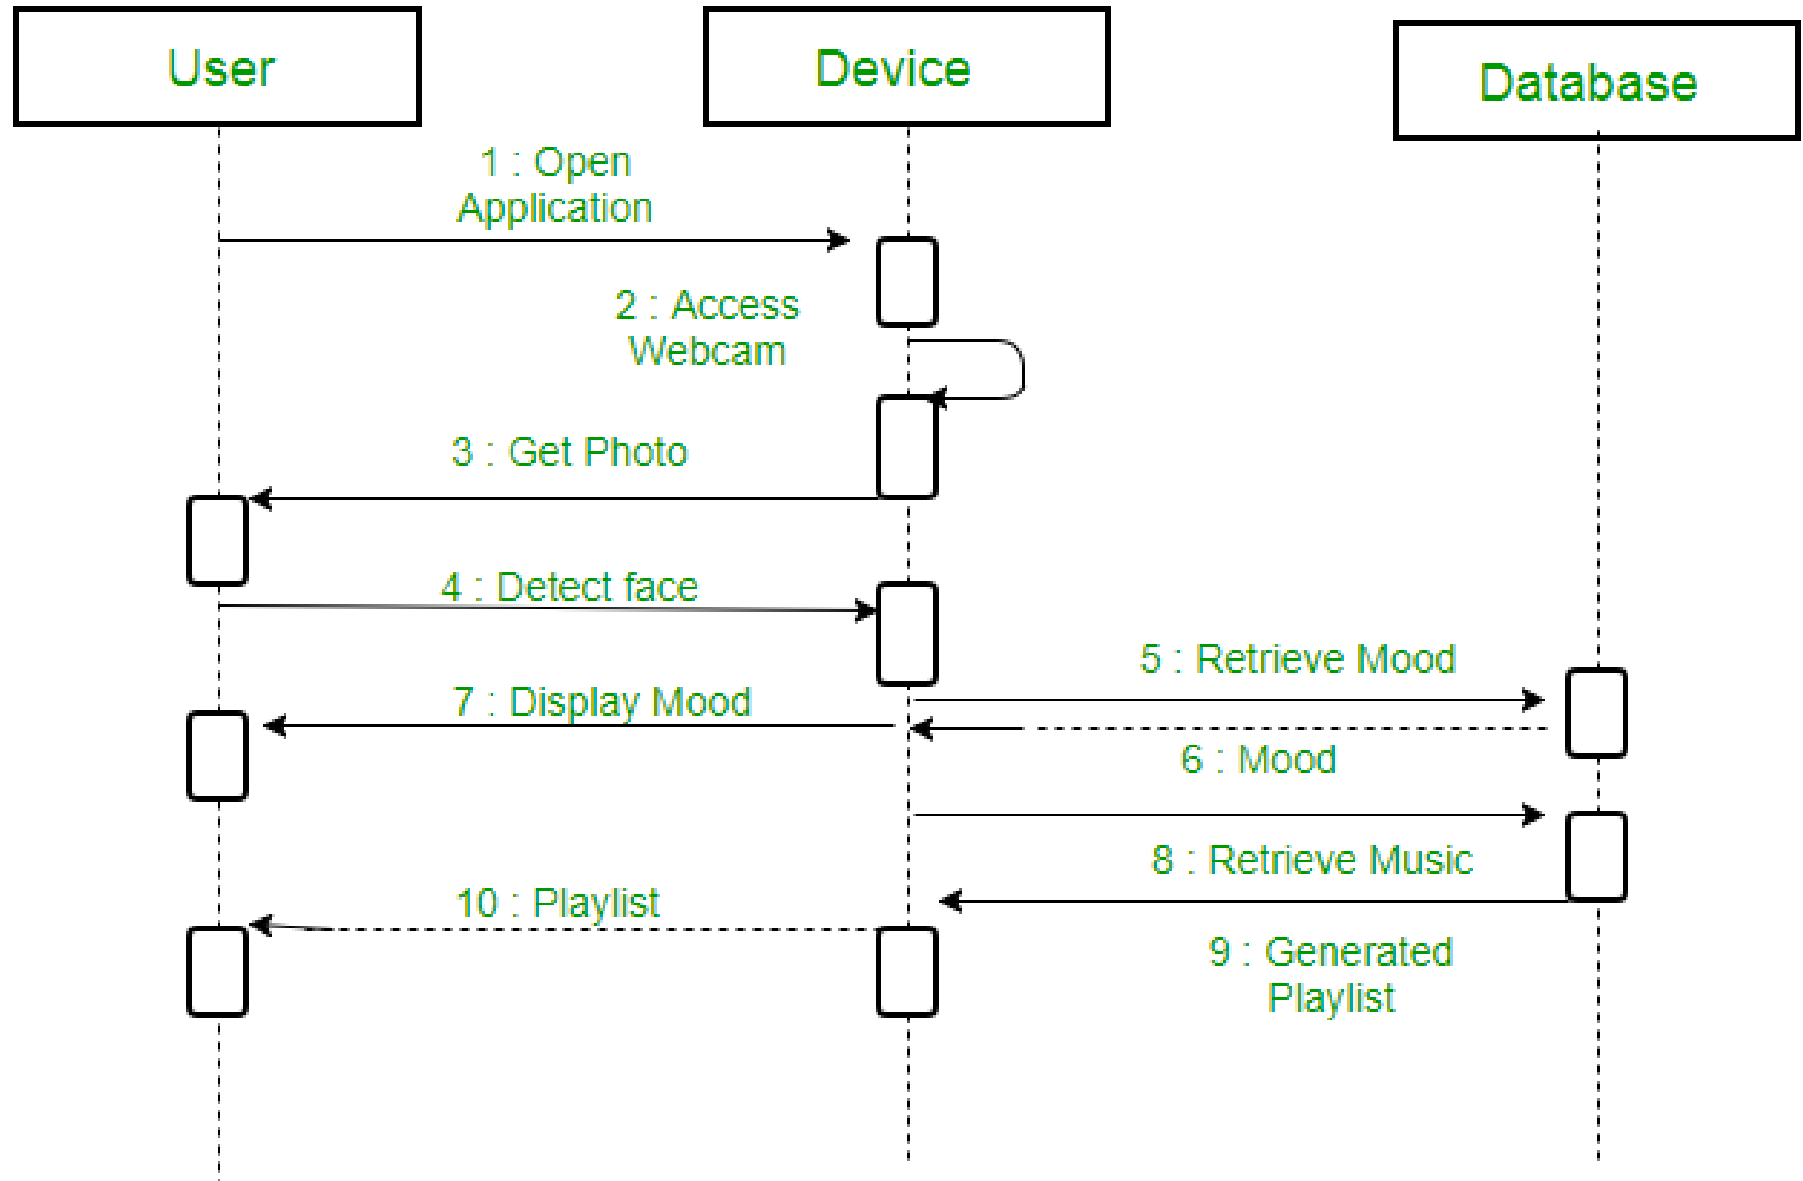 User
Device
Database
1 : Open
Application
2 : Access
Webcam
3 : Get Photo
4 : Detect face
5 : Retrieve Mood
7 : Display Mood
6 : Mood
8 : Retrieve Music
10 : Playlist
9 : Generated
Playlist